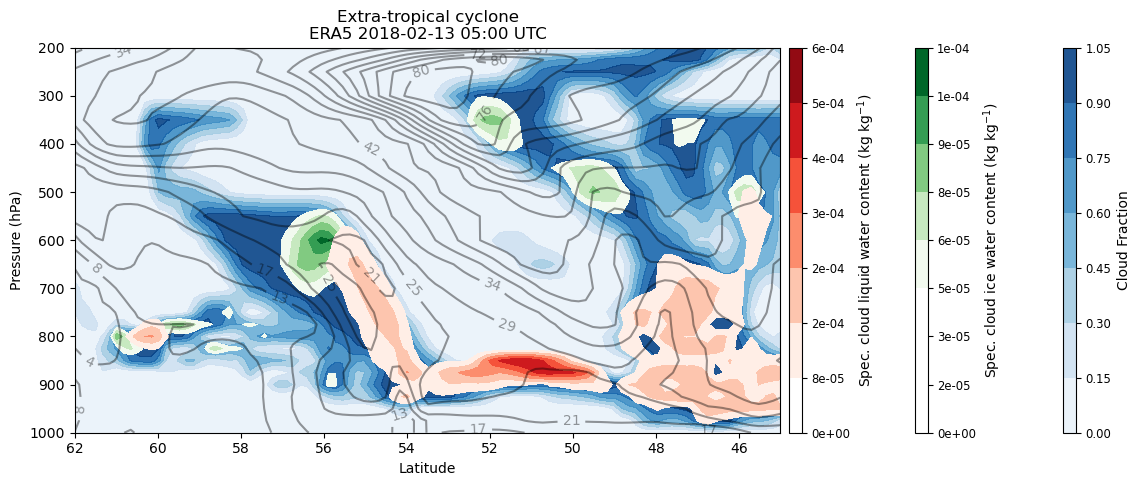 Extra-tropical cyclone
ERA5 2018-02-13 05:00 UTC
Pressure (hPa)
200
300
400
500
600
700
800
900
1000
62
60
58
56
54
52
50
48
46
Latitude
34
72
80
80
76
42
8
17
13
21
25
34
29
4
8
13
17
21
17
6e-04
5e-04
4e-04
3e-04
2e-04
2e-04
8e-05
0e+00
Spec. cloud liquid water content (kg kg⁻¹)
1e-04
1e-04
9e-05
8e-05
6e-05
5e-05
3e-05
2e-05
0e+00
Spec. cloud ice water content (kg kg⁻¹)
1.05
0.90
0.75
0.60
0.45
0.30
0.15
0.00
Cloud Fraction